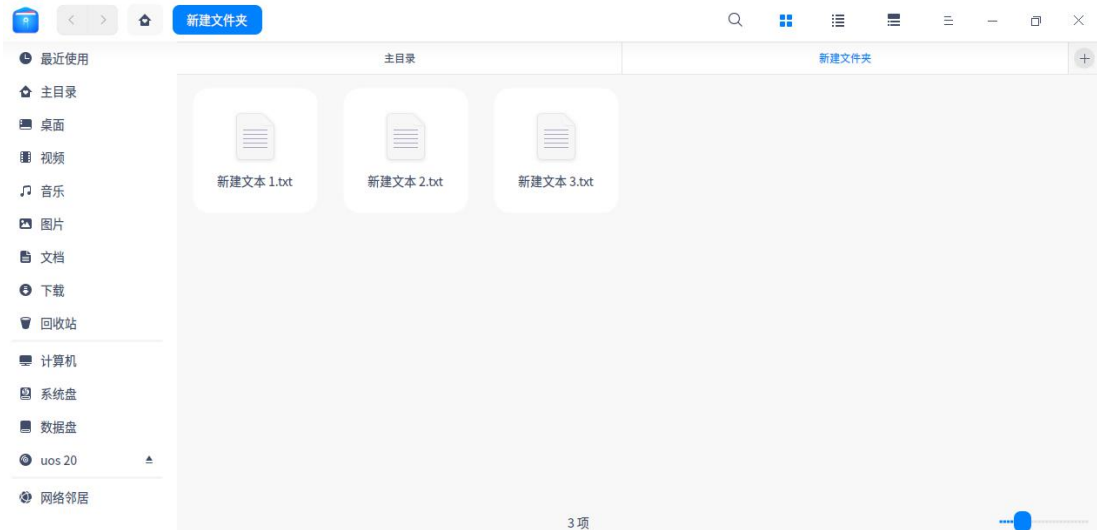 新建文件夹
最近使用
主目录
桌面
视频
音乐
图片
文档
下载
回收站
计算机
系统盘
数据盘
uos 20
网络邻居
主目录
新建文件夹
新建文本 1.txt
新建文本 2.txt
新建文本 3.txt
3 项